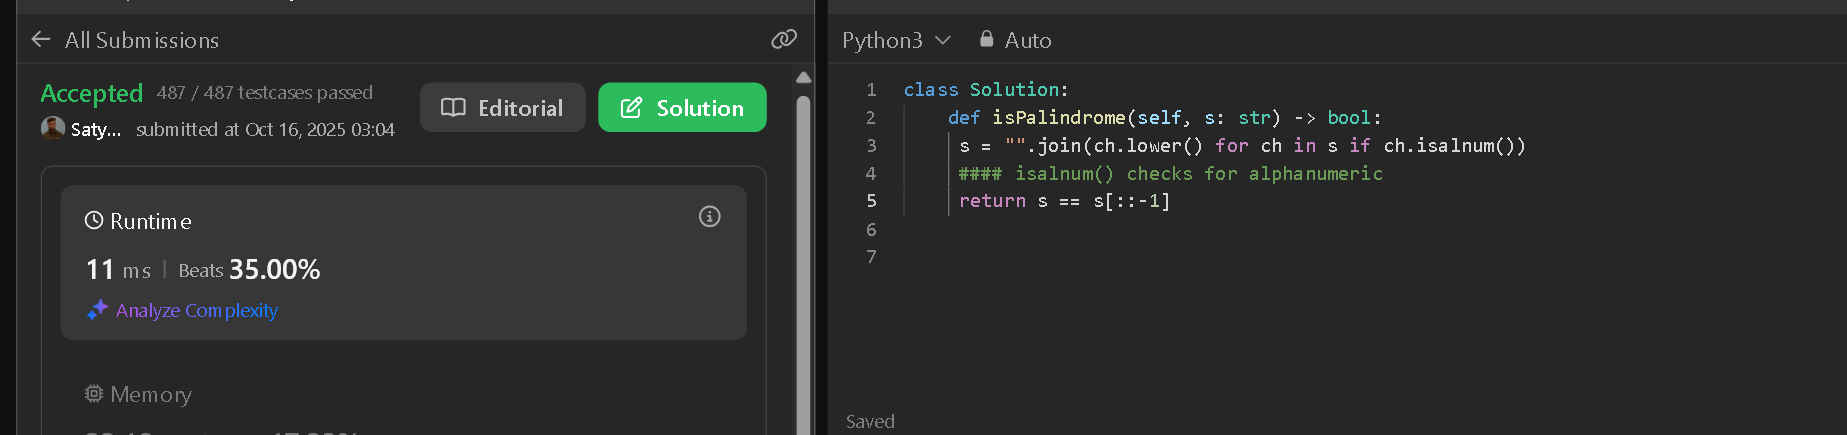 All Submissions
Accepted 487 / 487 testcases passed
Saty... submitted at Oct 16, 2025 03:04
Editorial
Solution
Runtime
11 ms | Beats 35.00%
Analyze Complexity
Memory
Python3 Auto
1 class Solution:
2     def isPalindrome(self, s: str) -> bool:
3      s = "".join(ch.lower() for ch in s if ch.isalnum())
4      #### isalnum() checks for alphanumeric
5      return s == s[::-1]
6
7
Saved